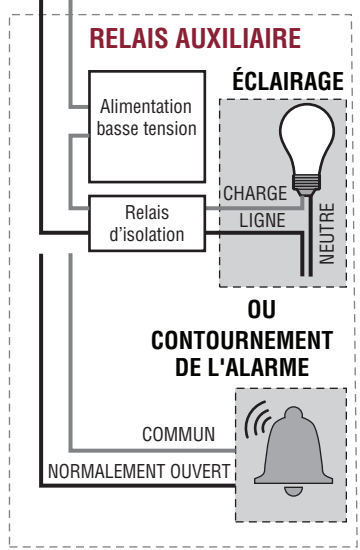 RELAIS AUXILIAIRE
ÉCLAIRAGE
Alimentation
basse tension
CHARGE
Relais
d'isolation
LIGNE
NEUTRE
OU
CONTOURNEMENT
DE L'ALARME
COMMUN
NORMALEMENT OUVERT